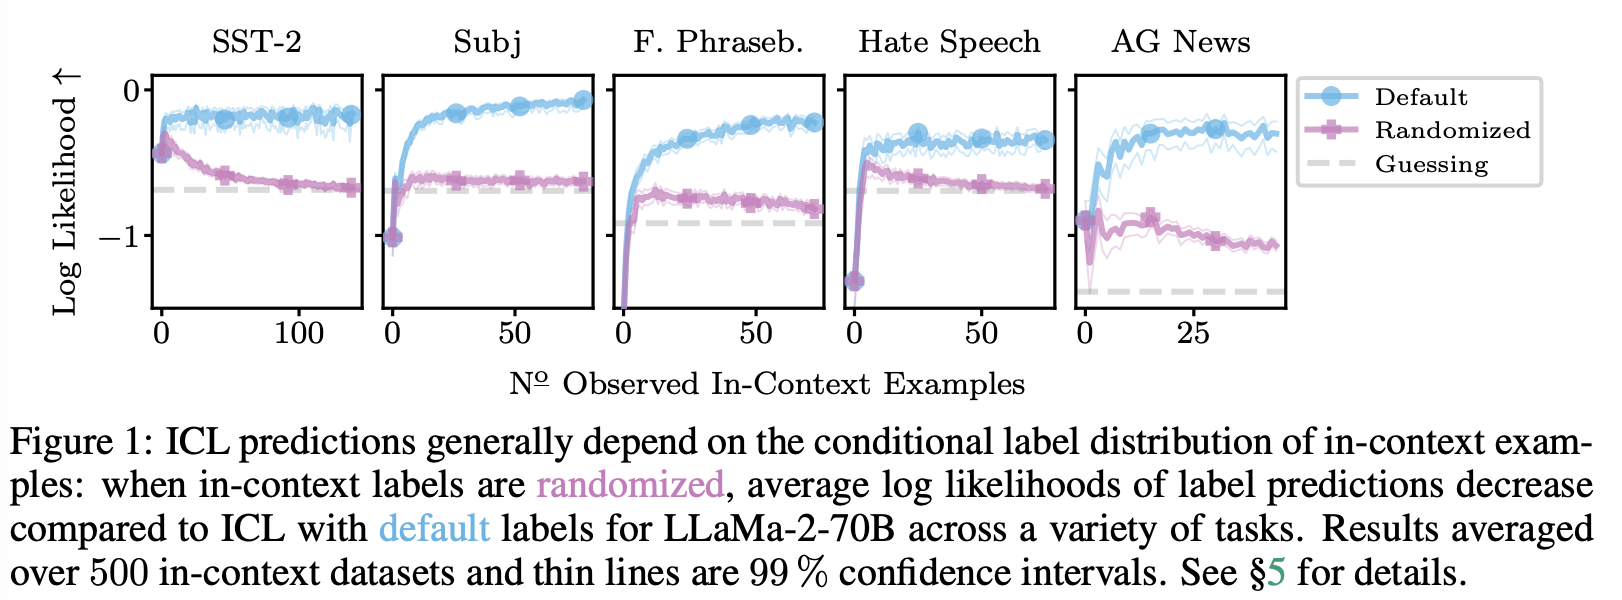 SST-2
Subj
F. Phraseb.
Hate Speech
AG News
Log Likelihood ↑
0
−1
0 100
0 50
0 50
0 50
0 25
Nº Observed In-Context Examples
Default
Randomized
Guessing
Figure 1: ICL predictions generally depend on the conditional label distribution of in-context exam-
ples: when in-context labels are randomized, average log likelihoods of label predictions decrease
compared to ICL with default labels for LLaMa-2-70B across a variety of tasks. Results averaged
over 500 in-context datasets and thin lines are 99 % confidence intervals. See §5 for details.